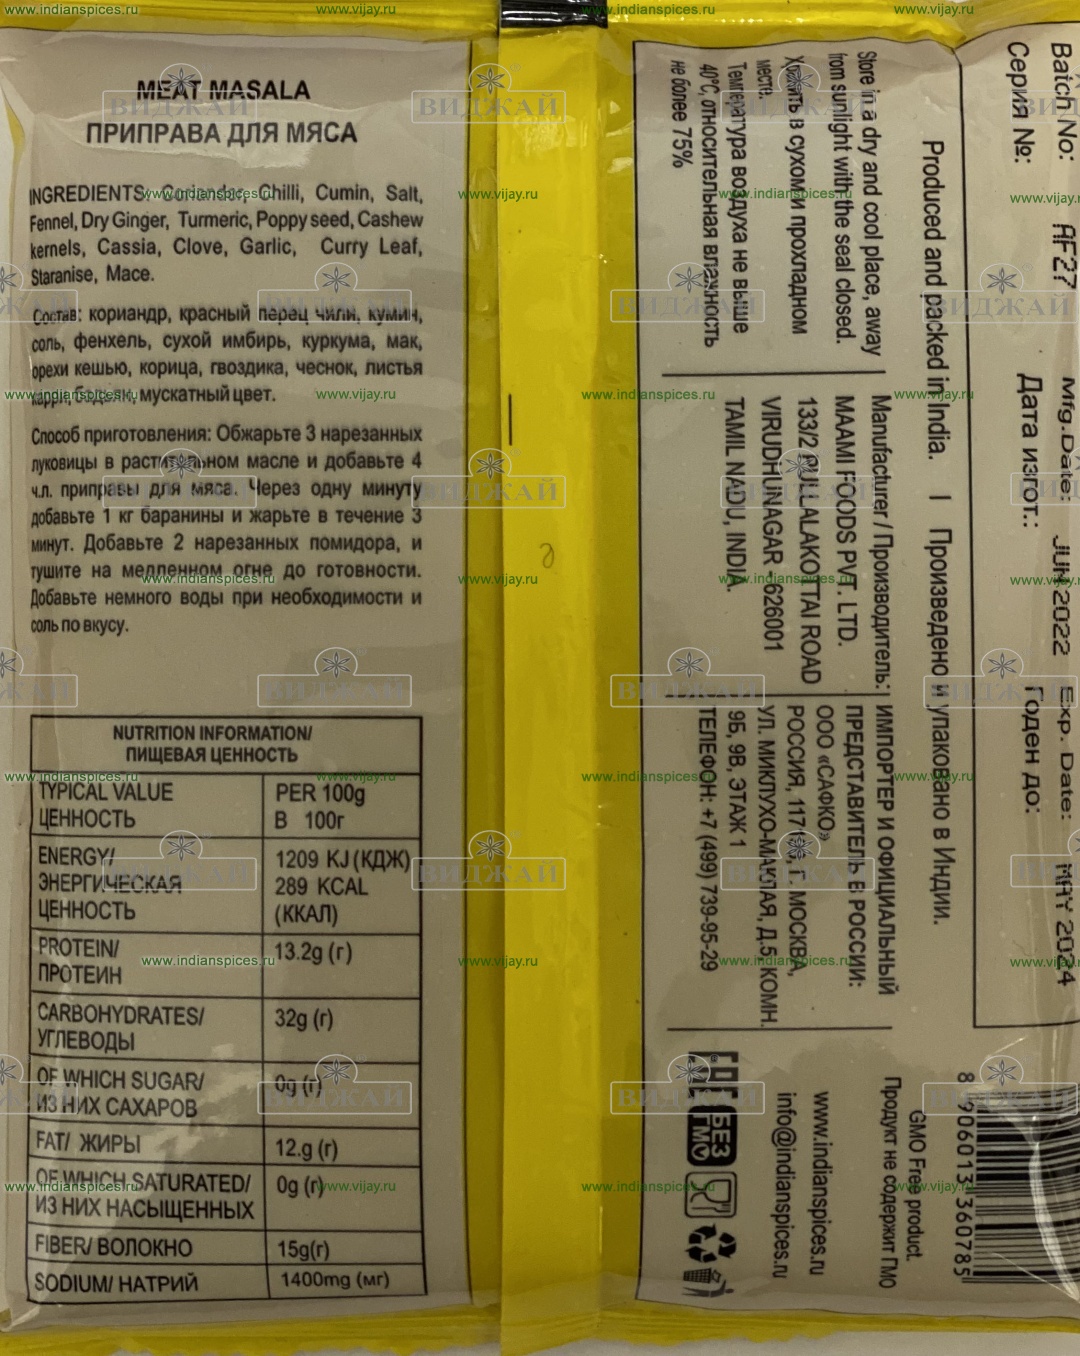 MEAT MASALA
ПРИПРАВА ДЛЯ МЯСА
INGREDIENTS: Coriander, Chilli, Cumin, Salt,
Fennel, Dry Ginger, Turmeric, Poppy seed, Cashew
kernels, Cassia, Clove, Garlic, Curry Leaf,
Staranise, Mace.
Состав: кориандр, красный перец чили, кумин,
соль, фенхель, сухой имбирь, куркума, мак,
орехи кешью, корица, гвоздика, чеснок, листья
карри, бадьян, мускатный цвет.
Способ приготовления: Обжарьте 3 нарезанных
луковицы в растительном масле и добавьте 4
ч.л. приправы для мяса. Через одну минуту
добавьте 1 кг баранины и жарьте в течение 3
минут. Добавьте 2 нарезанных помидора, и
тушите на медленном огне до готовности.
Добавьте немного воды при необходимости и
соль по вкусу.
NUTRITION INFORMATION/
ПИЩЕВАЯ ЦЕННОСТЬ
TYPICAL VALUE PER 100g
ЦЕННОСТЬ В 100г
ENERGY/ 1209 KJ (КДЖ)
ЭНЕРГИЧЕСКАЯ 289 KCAL
ЦЕННОСТЬ (ККАЛ)
PROTEIN/ 13.2g (г)
ПРОТЕИН
CARBOHYDRATES/ 32g (г)
УГЛЕВОДЫ
OF WHICH SUGAR/ 0g (г)
ИЗ НИХ САХАРОВ
FAT/ ЖИРЫ 12.g (г)
OF WHICH SATURATED/ 0g (г)
ИЗ НИХ НАСЫЩЕННЫХ
FIBER/ ВОЛОКНО 15g(г)
SODIUM/ НАТРИЙ 1400mg (мг)
Batch No: AF27 Mfg.Date: JUN 2022 Exp. Date: MAY 2024
Серия №: Дата изгот.: Годен до:
Produced and packed in India. I Произведено и упаковано в Индии.
Store in a dry and cool place, away
from sunlight with the seal closed.
Хранить в сухом и прохладном
месте.
Температура воздуха не выше
40°С, относительная влажность
не более 75%
Manufacturer / Производитель:
MAAMI FOODS PVT. LTD.
133/2 PULLALAKOTTAI ROAD
VIRUDHUNAGAR - 626001
TAMIL NADU, INDIA.
ИМПОРТЕР И ОФИЦИАЛЬНЫЙ
ПРЕДСТАВИТЕЛЬ В РОССИИ:
ООО «САФКО»
РОССИЯ, Г. МОСКВА,
УЛ. МИКЛУХО-МАКЛАЯ, Д.5, КОМН.
9Б, 9В, ЭТАЖ 1
ТЕЛЕФОН: +7 (499) 739-95-29
GMO Free product.
Продукт не содержит ГМО
www.indianspices.ru
info@indianspices.ru
БЕЗ
ГМО
8 906013 360785
ВИДЖАЙ
www.indianspices.ru
www.vijay.ru